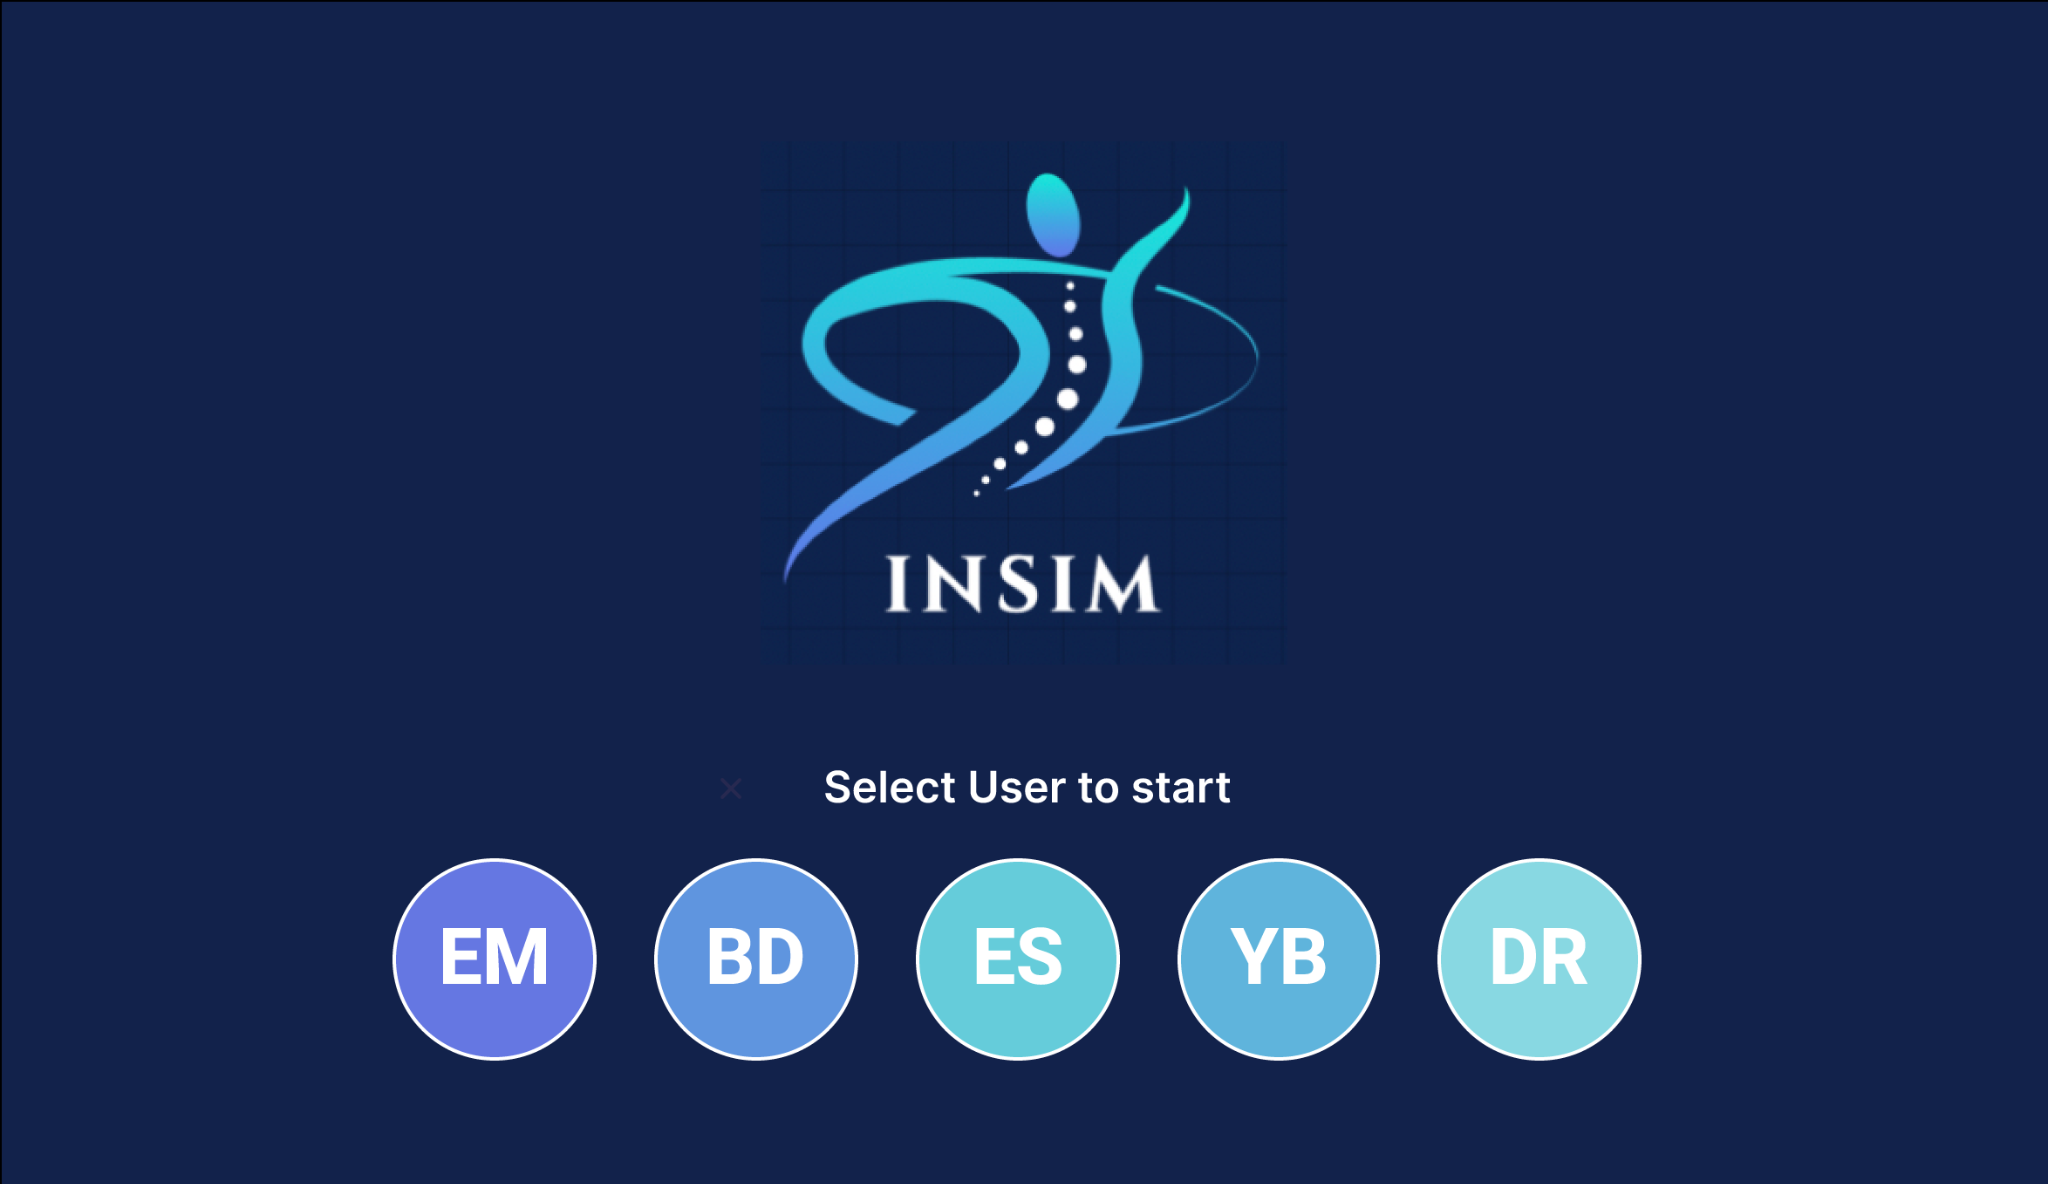 INSIM
Select User to start
EM BD ES YB DR